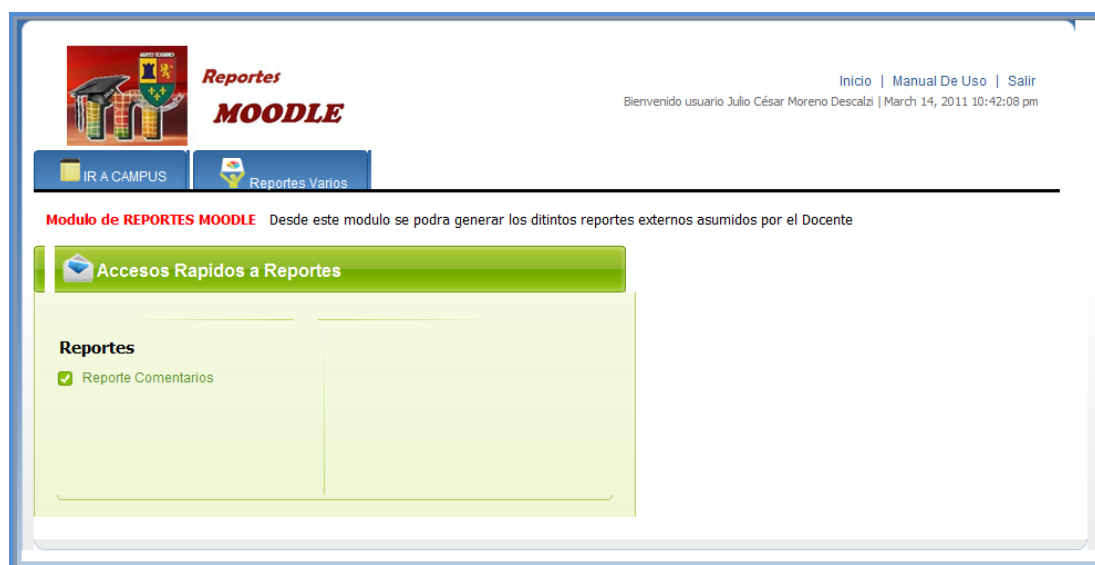 Reportes
MOODLE
Inicio | Manual De Uso | Salir
Bienvenido usuario Julio César Moreno Descalzi | March 14, 2011 10:42:08 pm
IR A CAMPUS
Reportes Varios
Modulo de REPORTES MOODLE Desde este modulo se podra generar los ditintos reportes externos asumidos por el Docente
Accesos Rapidos a Reportes
Reportes
Reporte Comentarios